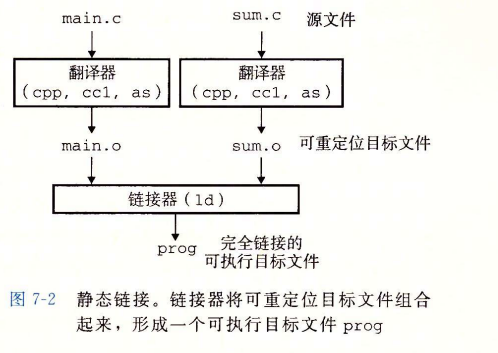 main.c sum.c 源文件
翻译器 翻译器
(cpp, cc1, as) (cpp, cc1, as)
main.o sum.o 可重定位目标文件
链接器(ld)
prog 完全链接的
可执行目标文件
图 7-2 静态链接。链接器将可重定位目标文件组合
起来，形成一个可执行目标文件 prog